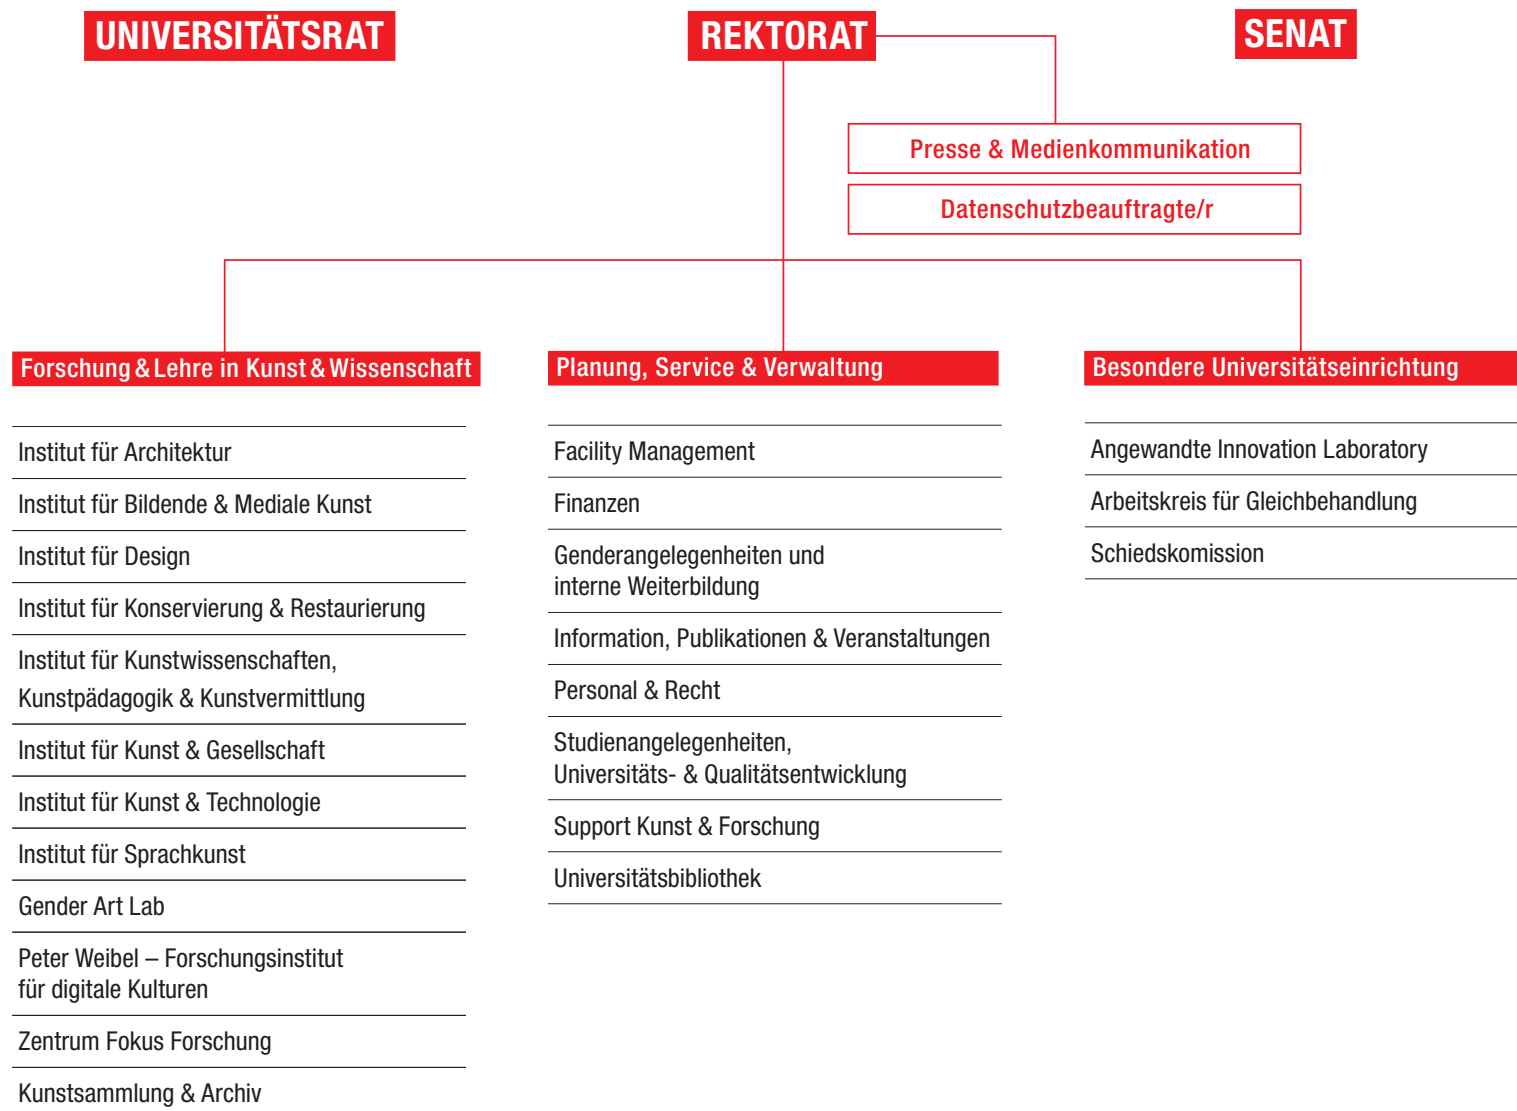 UNIVERSITÄTSRAT
REKTORAT
SENAT
Presse & Medienkommunikation
Datenschutzbeauftragte/r
Forschung & Lehre in Kunst & Wissenschaft
Institut für Architektur
Institut für Bildende & Mediale Kunst
Institut für Design
Institut für Konservierung & Restaurierung
Institut für Kunstwissenschaften,
Kunstpädagogik & Kunstvermittlung
Institut für Kunst & Gesellschaft
Institut für Kunst & Technologie
Institut für Sprachkunst
Gender Art Lab
Peter Weibel – Forschungsinstitut
für digitale Kulturen
Zentrum Fokus Forschung
Kunstsammlung & Archiv
Planung, Service & Verwaltung
Facility Management
Finanzen
Genderangelegenheiten und
interne Weiterbildung
Information, Publikationen & Veranstaltungen
Personal & Recht
Studienangelegenheiten,
Universitäts- & Qualitätsentwicklung
Support Kunst & Forschung
Universitätsbibliothek
Besondere Universitätseinrichtung
Angewandte Innovation Laboratory
Arbeitskreis für Gleichbehandlung
Schiedskomission